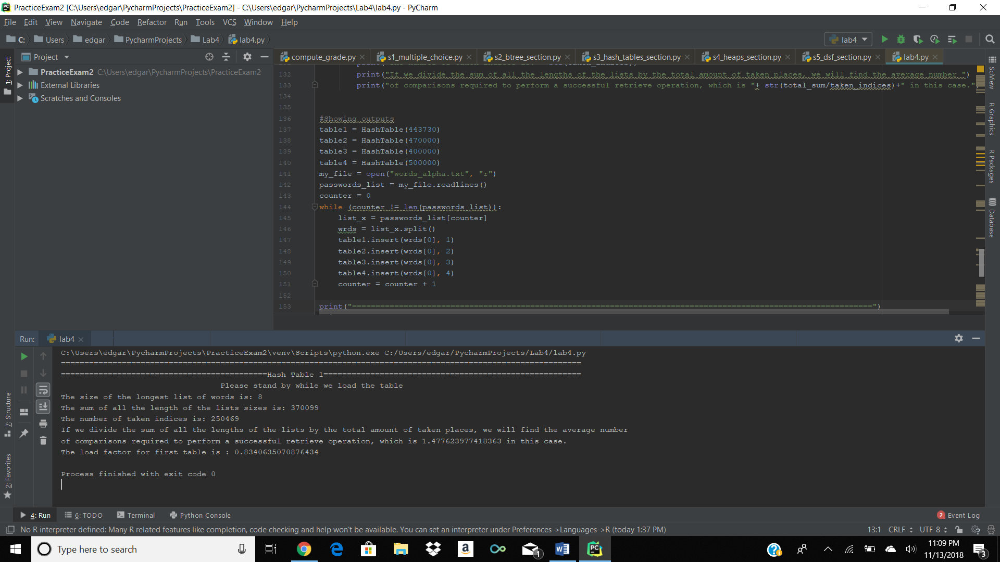 PracticeExam2 [C:\Users\edgar\PycharmProjects\PracticeExam2] - C:\Users\edgar\PycharmProjects\Lab4\lab4.py - PyCharm
File Edit View Navigate Code Refactor Run Tools VCS Window Help
C: Users edgar PycharmProjects Lab4 lab4.py
lab4
Project
compute_grade.py s1_multiple_choice.py s2_btree_section.py s3_hash_tables_section.py s4_heaps_section.py s5_dsf_section.py lab4.py
1: Project
PracticeExam2 C:\Users\edgar\PycharmProjects\PracticeExam2
External Libraries
Scratches and Consoles
132 print("If we divide the sum of all the lengths of the lists by the total amount of taken places, we will find the average number ")
133 print("of comparisons required to perform a successful retrieve operation, which is "+ str(total_sum/taken_indices)+" in this case."
134
135
136 #Showing outputs
137 table1 = HashTable(443730)
138 table2 = HashTable(470000)
139 table3 = HashTable(400000)
140 table4 = HashTable(500000)
141 my_file = open("words_alpha.txt", "r")
142 passwords_list = my_file.readlines()
143 counter = 0
144 while (counter != len(passwords_list)):
145 list_x = passwords_list[counter]
146 wrds = list_x.split()
147 table1.insert(wrds[0], 1)
148 table2.insert(wrds[0], 2)
149 table3.insert(wrds[0], 3)
150 table4.insert(wrds[0], 4)
151 counter = counter + 1
152
153 print("===============================================================================================================")
SciView
R Graphics
R Packages
Database
Run: lab4
C:\Users\edgar\PycharmProjects\PracticeExam2\venv\Scripts\python.exe C:/Users/edgar/PycharmProjects/Lab4/lab4.py
===============================================================================================================
============================================Hash Table 1=======================================================
Please stand by while we load the table
The size of the longest list of words is: 8
The sum of all the length of the lists sizes is: 370099
The number of taken indices is: 250469
If we divide the sum of all the lengths of the lists by the total amount of taken places, we will find the average number
of comparisons required to perform a successful retrieve operation, which is 1.477623977418363 in this case.
The load factor for first table is : 0.8340635070876434
Process finished with exit code 0
7: Structure
2: Favorites
4: Run 6: TODO Terminal Python Console
2 Event Log
No R interpreter defined: Many R related features like completion, code checking and help won't be available. You can set an interpreter under Preferences->Languages->R (today 1:37 PM)
13:1 CRLF UTF-8
Type here to search
1
11:09 PM
11/13/2018
3